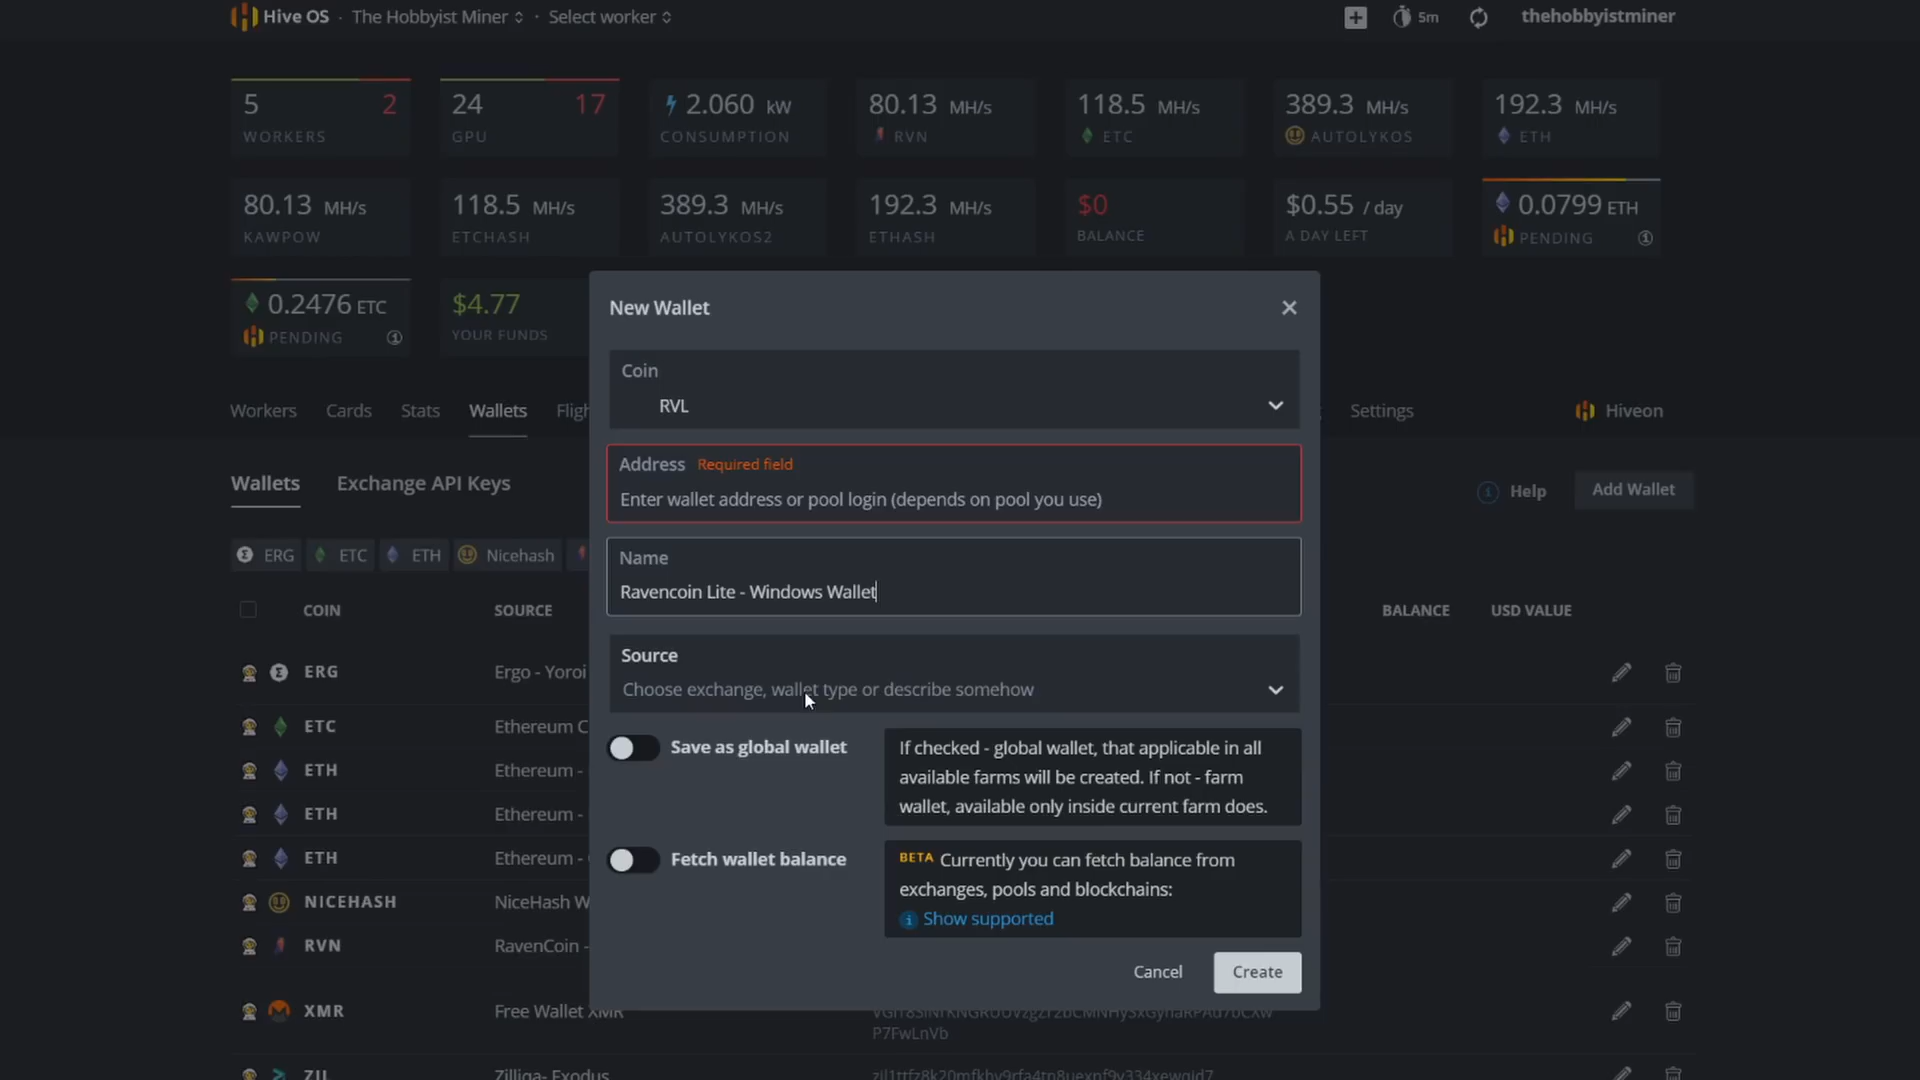 Hive OS · The Hobbyist Miner · Select worker 5m thehobbyistminer
5 2 24 17 2.060 kW 80.13 MH/s 118.5 MH/s 389.3 MH/s 192.3 MH/s
WORKERS GPU CONSUMPTION RVN ETC AUTOLYKOS ETH
80.13 MH/s 118.5 MH/s 389.3 MH/s 192.3 MH/s $0 $0.55 / day 0.0799 ETH
KAWPOW ETCHASH AUTOLYKOS2 ETHASH BALANCE A DAY LEFT PENDING
0.2476 ETC $4.77
PENDING YOUR FUNDS
New Wallet
Coin
RVL
Workers Cards Stats Wallets Fligh Settings Hiveon
Address Required field
Enter wallet address or pool login (depends on pool you use)
Wallets Exchange API Keys Help Add Wallet
ERG ETC ETH Nicehash
Name
Ravencoin Lite - Windows Wallet
COIN SOURCE BALANCE USD VALUE
Source
Choose exchange, wallet type or describe somehow
ERG Ergo - Yoroi
ETC Ethereum C
ETH Ethereum -
ETH Ethereum -
ETH Ethereum -
NICEHASH NiceHash W
RVN RavenCoin -
Save as global wallet
If checked - global wallet, that applicable in all
available farms will be created. If not - farm
wallet, available only inside current farm does.
Fetch wallet balance
BETA Currently you can fetch balance from
exchanges, pools and blockchains:
Show supported
Cancel Create
XMR Free Wallet XMR
P7FwLnVb
ZIL Zilliqa- Exodus